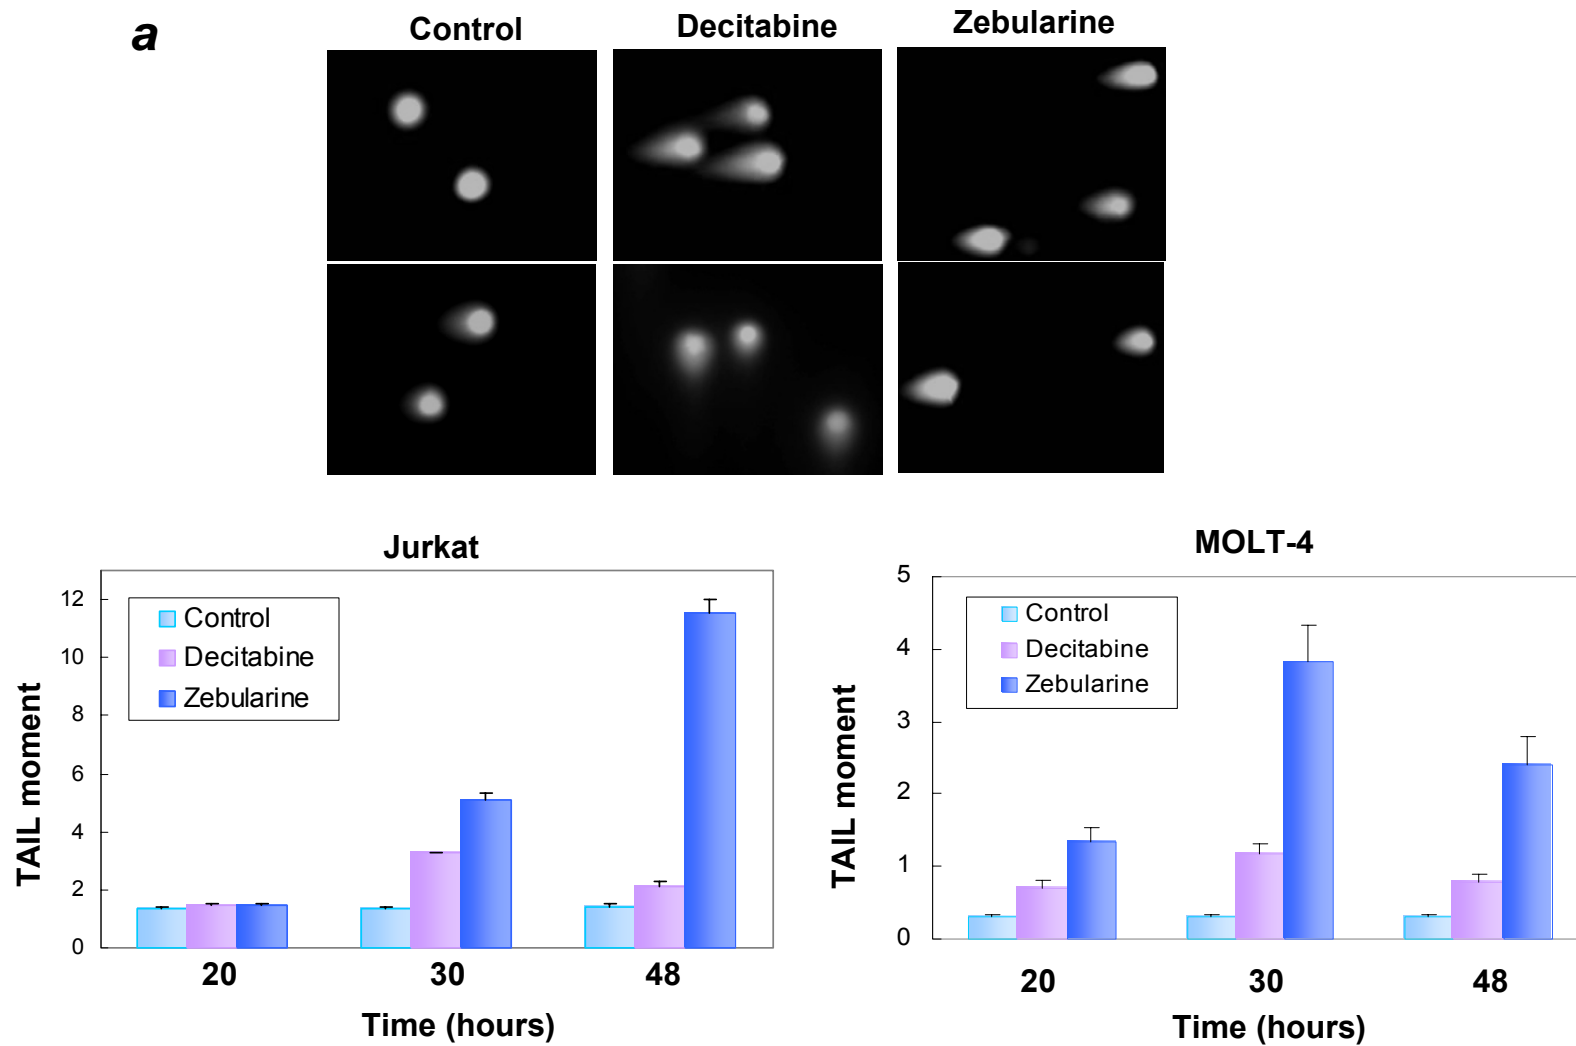 a
Control
Decitabine
Zebularine
Jurkat
12
10
8
6
4
2
0
Control
Decitabine
Zebularine
TAIL moment
20
30
48
Time (hours)
MOLT-4
5
4
3
2
1
0
Control
Decitabine
Zebularine
TAIL moment
20
30
48
Time (hours)